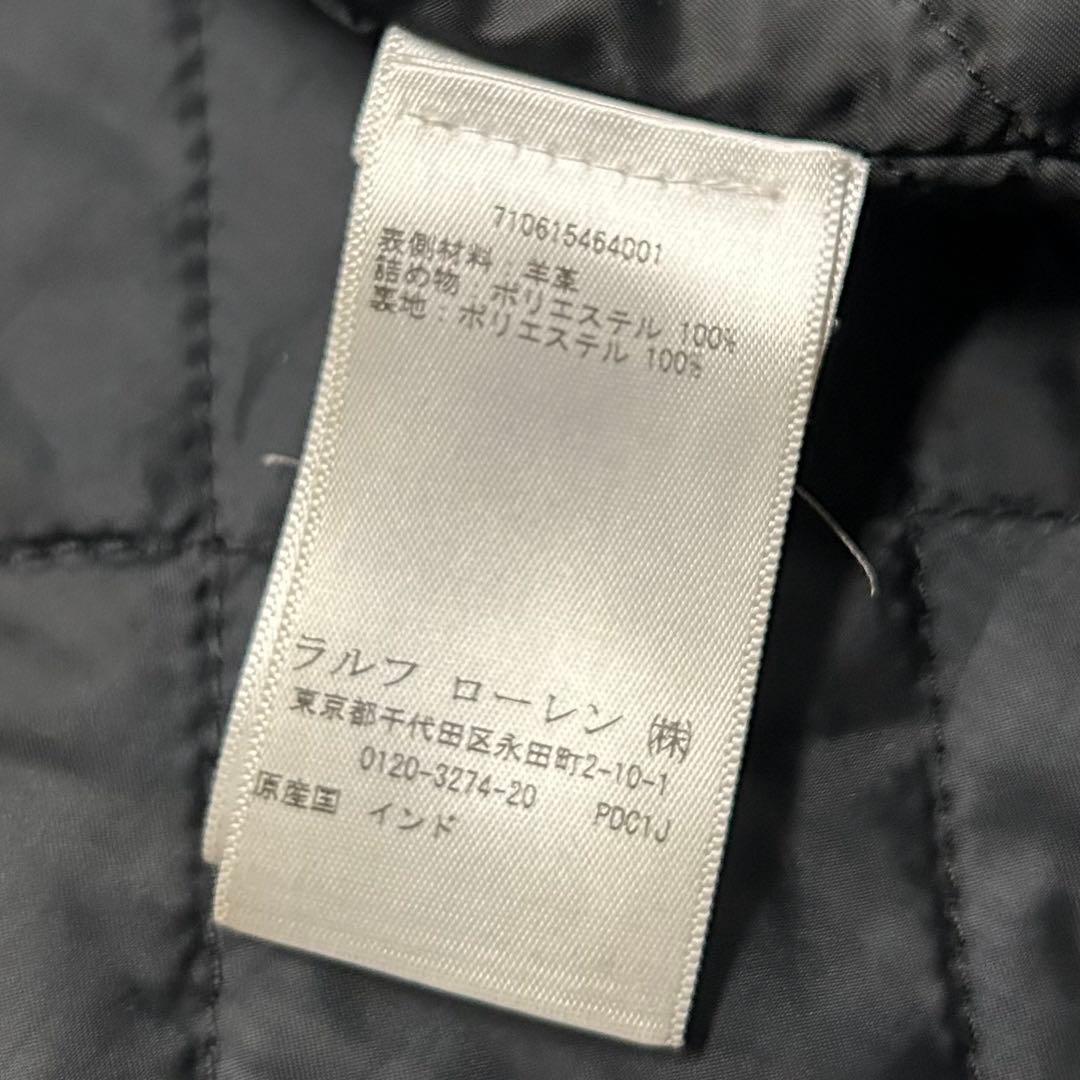 710615464001
表側材料：羊革
詰め物：ポリエステル 100%
裏地：ポリエステル 100%
ラルフ ローレン ㈱
東京都千代田区永田町2-10-1
0120-3274-20 PDC1J
原産国 インド